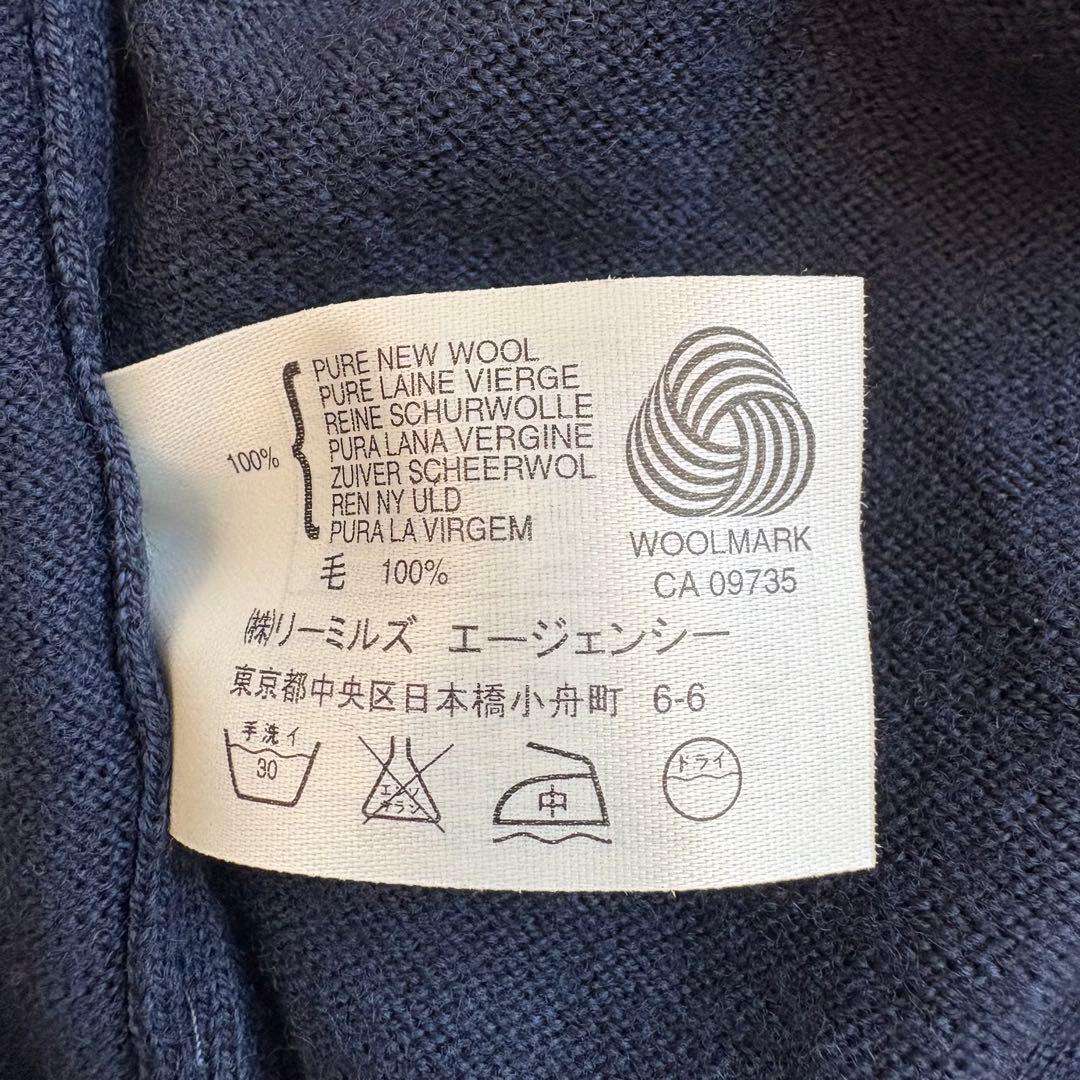 100%
PURE NEW WOOL
PURE LAINE VIERGE
REINE SCHURWOLLE
PURA LANA VERGINE
ZUIVER SCHEERWOL
REN NY ULD
PURA LA VIRGEM
毛 100%
WOOLMARK
CA 09735
㈱リーミルズ エージェンシー
東京都中央区日本橋小舟町 6-6
手洗イ
30
エンソ
サラシ
中
ドライ